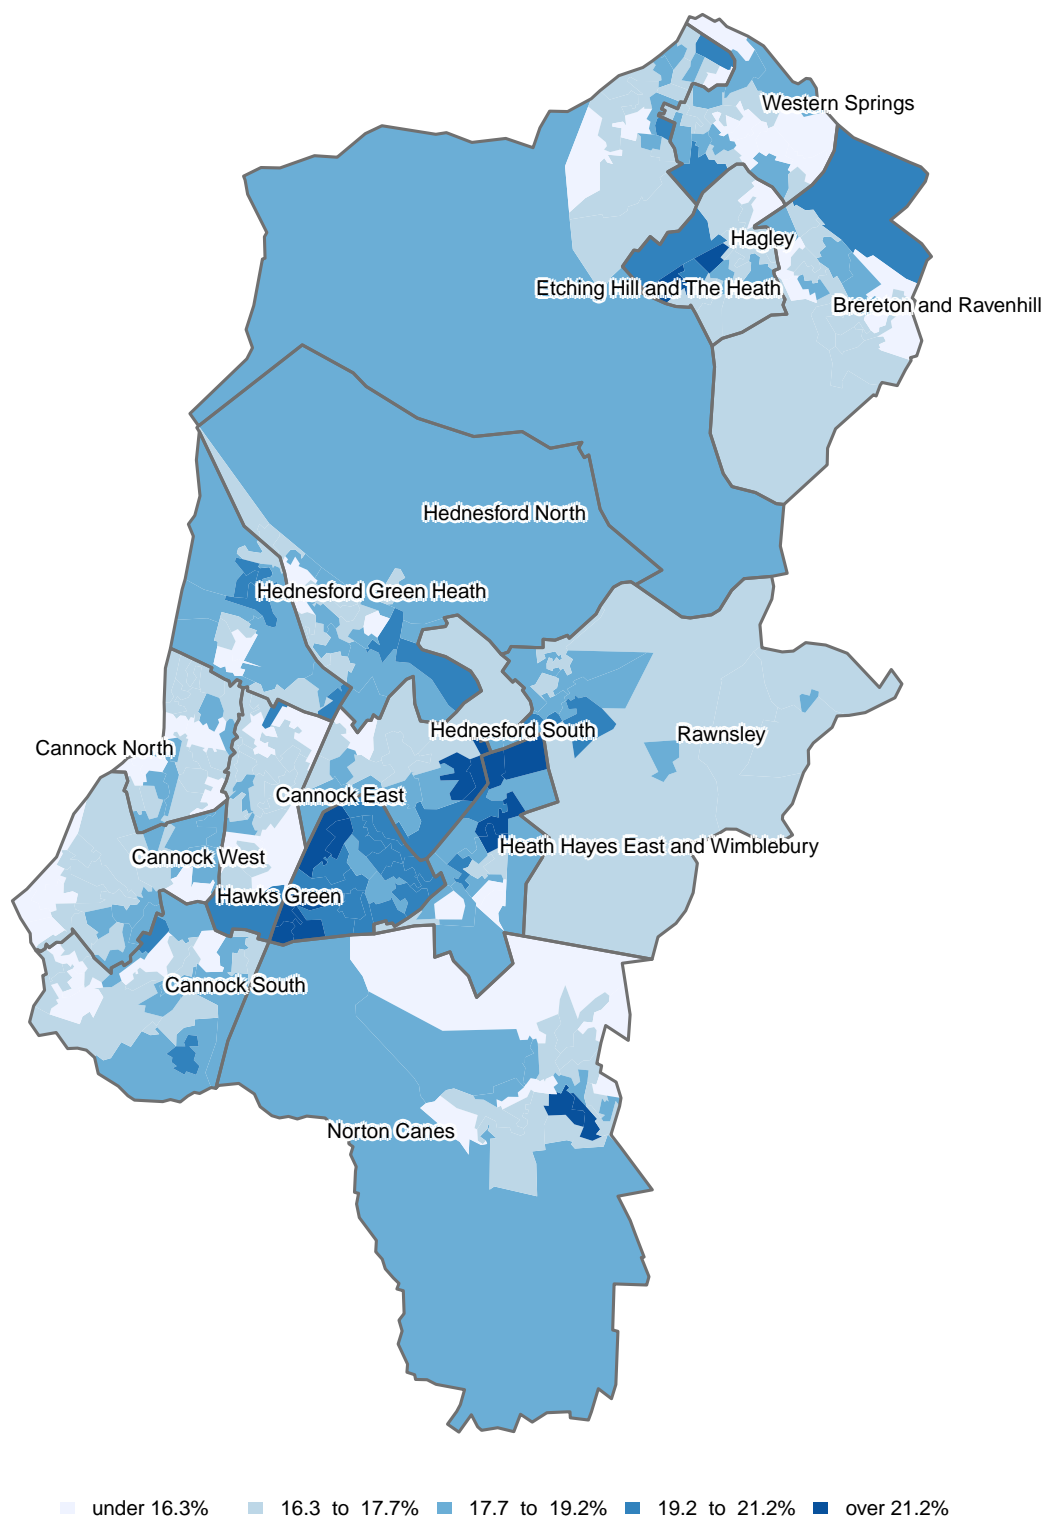 Western Springs
Hagley
Etching Hill and The Heath
Brereton and Ravenhill
Hednesford North
Hednesford Green Heath
Hednesford South
Rawnsley
Cannock North
Cannock East
Heath Hayes East and Wimblebury
Cannock West
Hawks Green
Cannock South
Norton Canes
under 16.3% 16.3 to 17.7% 17.7 to 19.2% 19.2 to 21.2% over 21.2%